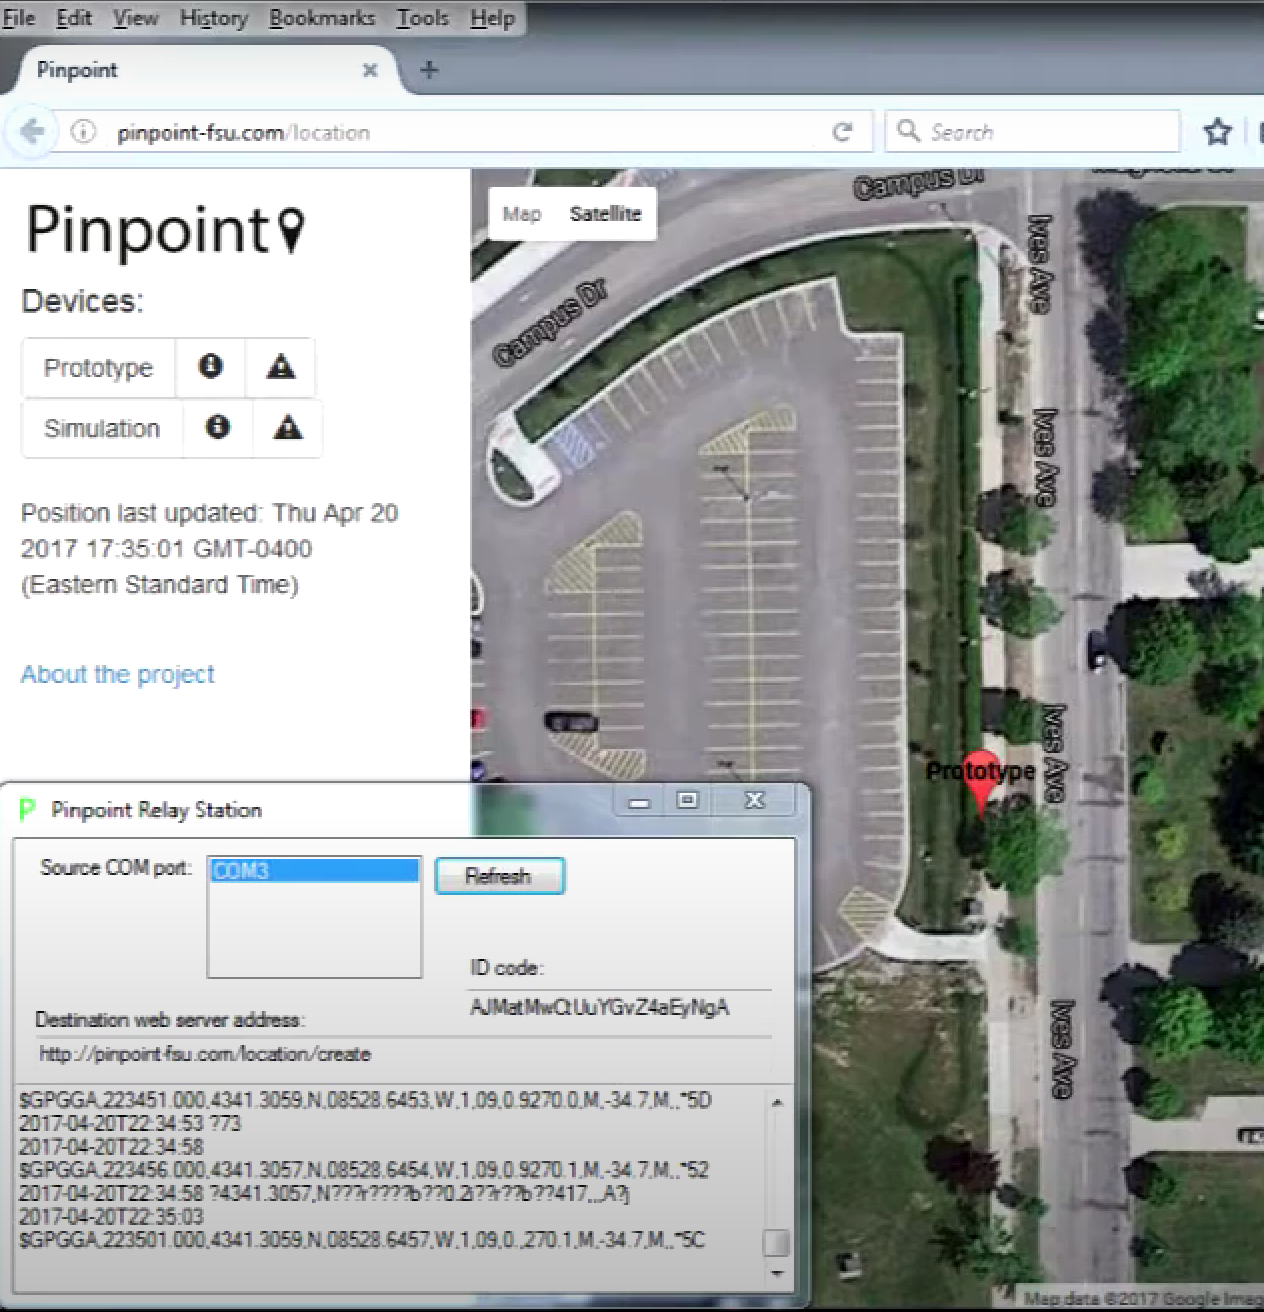 File Edit View History Bookmarks Tools Help
Pinpoint
pinpoint-fsu.com/location
Search
Pinpoint
Devices:
Prototype
Simulation
Position last updated: Thu Apr 20
2017 17:35:01 GMT-0400
(Eastern Standard Time)
About the project
Map Satellite
Campus Dr
Campus Dr
Ives Ave
Ives Ave
Ives Ave
Ives Ave
Prototype
P Pinpoint Relay Station
Source COM port: COM3 Refresh
ID code:
AJMatMwCtUuYGvZ4aEyNgA
Destination web server address:
http://pinpoint-fsu.com/location/create
$GPGGA,223451.000,4341.3059,N,08528.6453,W,1,09,0.9270.0,M,-34.7,M,,*5D
2017-04-20T22:34:53 ?73
2017-04-20T22:34:58
$GPGGA,223456.000,4341.3057,N,08528.6454,W,1,09,0.9270.1,M,-34.7,M,,*52
2017-04-20T22:34:58
2017-04-20T22:35:03
$GPGGA,223501.000,4341.3059,N,08528.6457,W,1,09,0.,270.1,M,-34.7,M,,*5C
Map data ©2017 Google